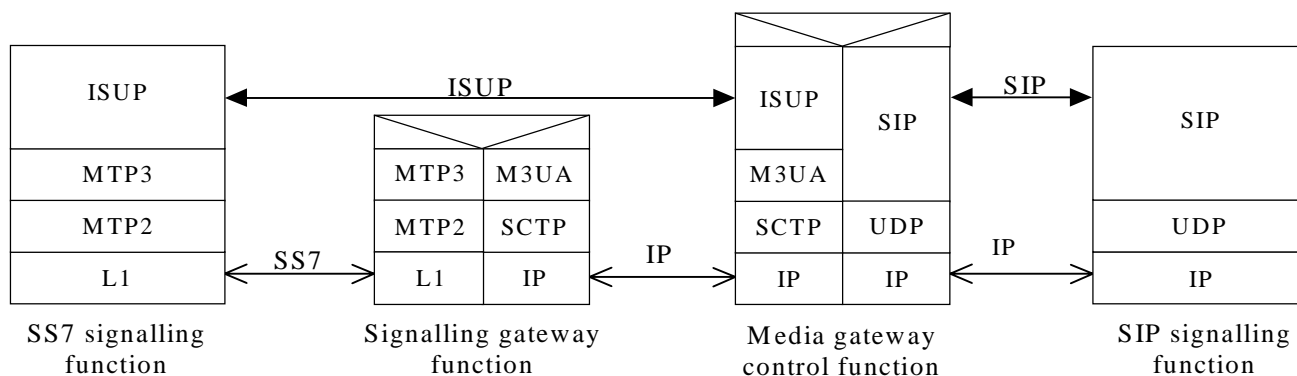 ISUP
MTP3
MTP2
L1
SS7 signalling
function
ISUP
SS7
MTP3 M3UA
MTP2 SCTP
L1 IP
Signalling gateway
function
IP
ISUP
SIP
M3UA
SCTP UDP
IP IP
Media gateway
control function
SIP
IP
SIP
UDP
IP
SIP signalling
function